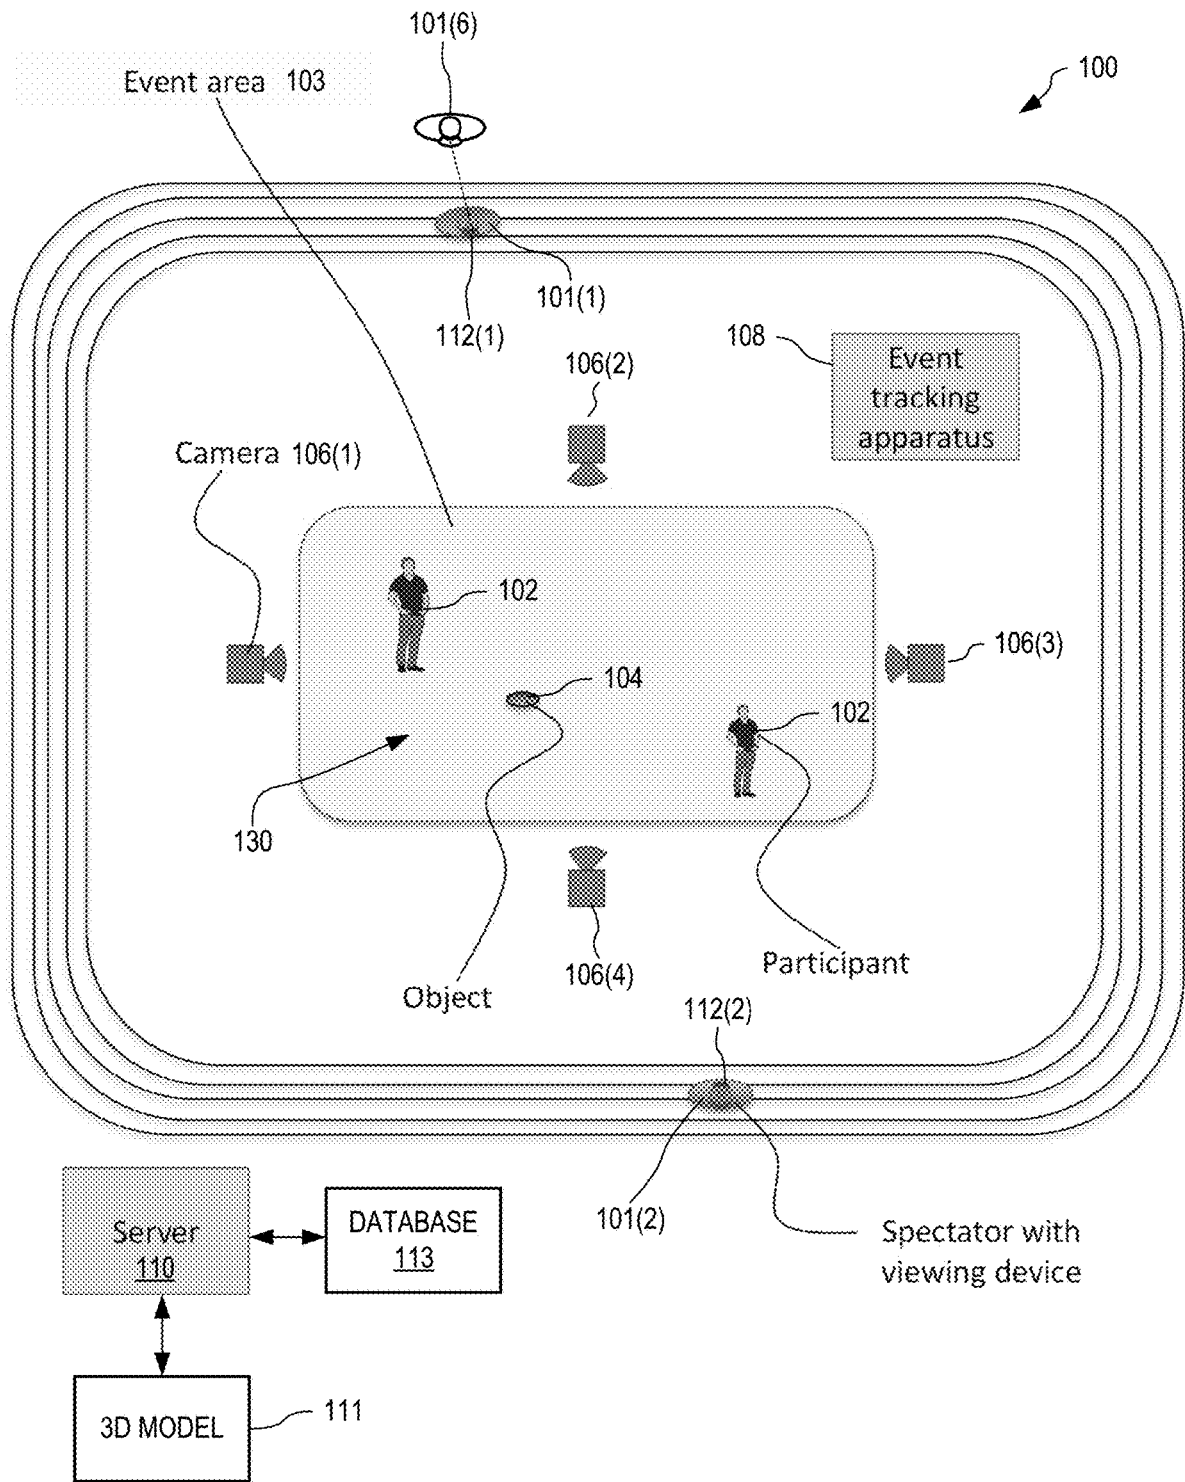 101(6)
Event area 103
100
101(1)
112(1)
108
Event
tracking
apparatus
106(2)
Camera 106(1)
102
106(3)
104
102
130
106(4)
Participant
Object
112(2)
101(2)
Spectator with
viewing device
Server
110
DATABASE
113
3D MODEL
111